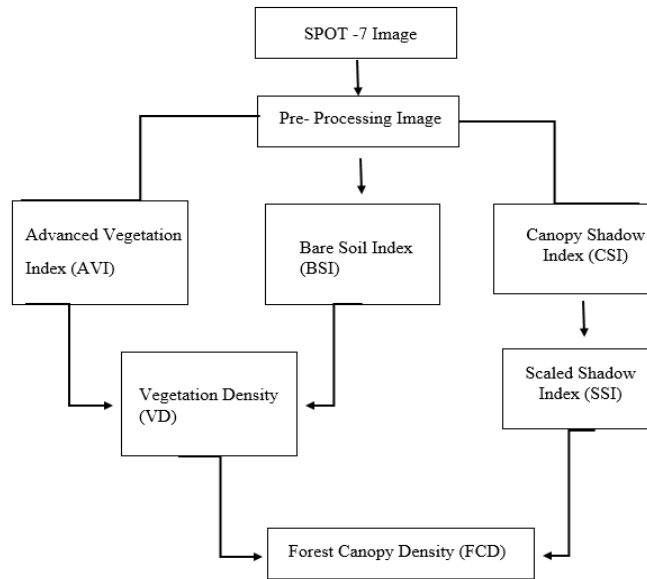 SPOT -7 Image
Pre- Processing Image
Advanced Vegetation
Index (AVI)
Bare Soil Index
(BSI)
Canopy Shadow
Index (CSI)
Vegetation Density
(VD)
Scaled Shadow
Index (SSI)
Forest Canopy Density (FCD)